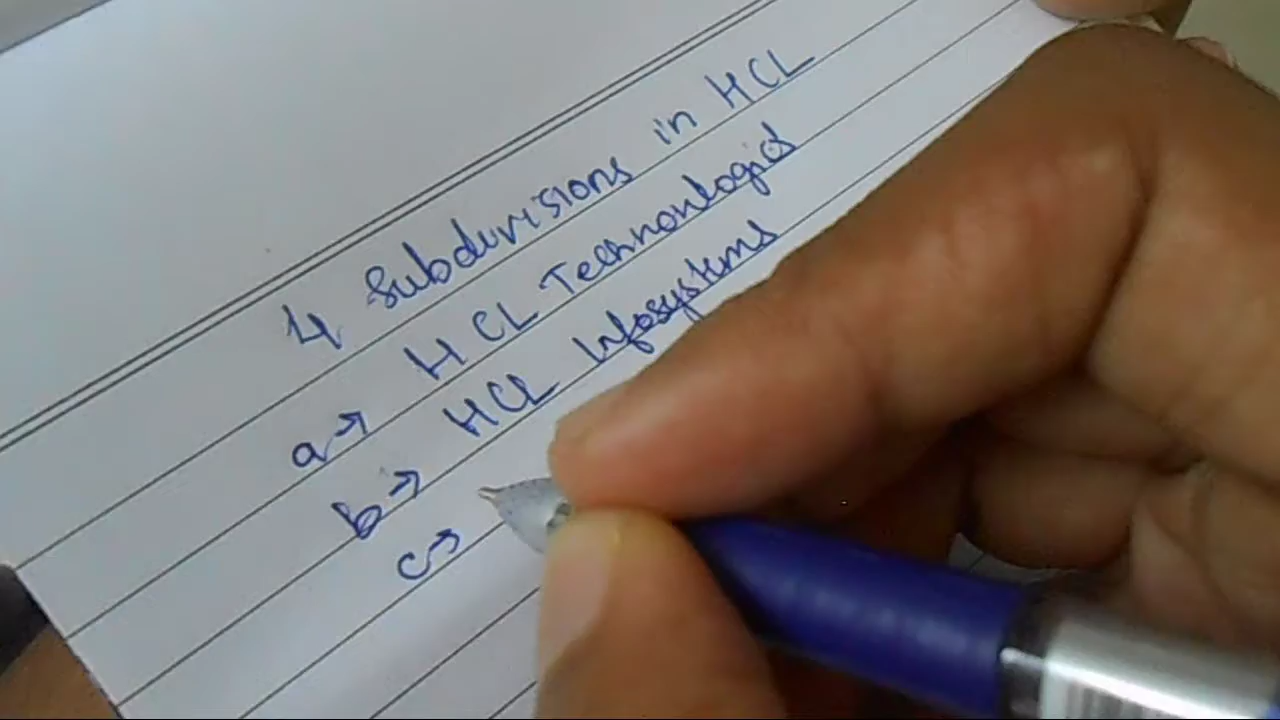 4 Subdivisions in HCL
a→ HCL Technologies
b→ HCL Infosystems
c→